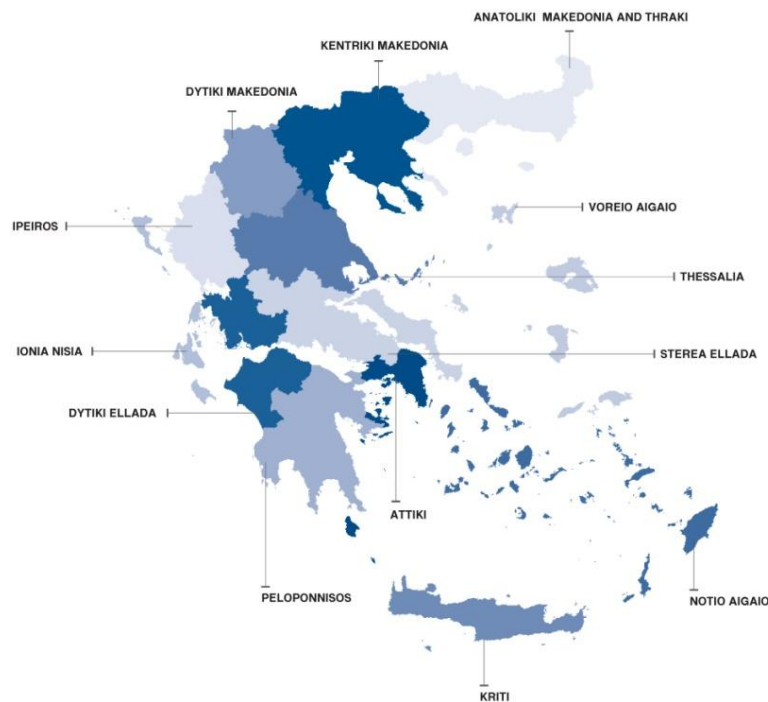 ANATOLIKI MAKEDONIA AND THRAKI
KENTRIKI MAKEDONIA
DYTIKI MAKEDONIA
VOREIO AIGAIO
IPEIROS
THESSALIA
IONIA NISIA
STEREA ELLADA
DYTIKI ELLADA
ATTIKI
PELOPONNISOS
NOTIO AIGAIO
KRITI